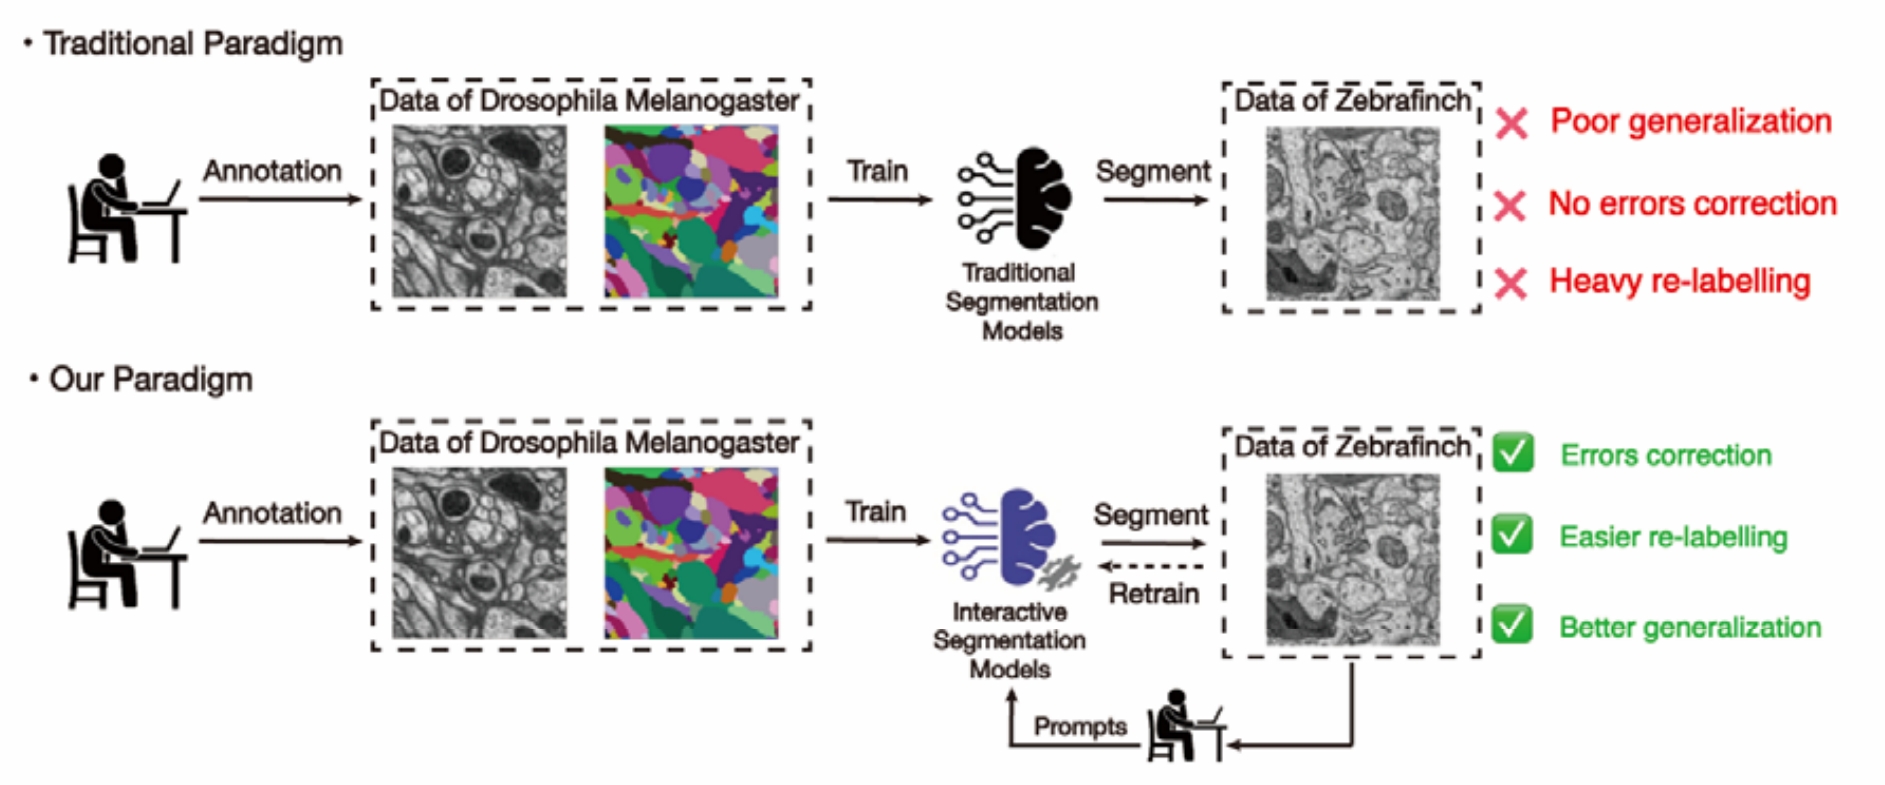 • Traditional Paradigm
Data of Drosophila Melanogaster
Data of Zebrafinch
Annotation
Train
Segment
Traditional
Segmentation
Models
Poor generalization
No errors correction
Heavy re-labelling
• Our Paradigm
Data of Drosophila Melanogaster
Data of Zebrafinch
Annotation
Train
Segment
Retrain
Interactive
Segmentation
Models
Prompts
Errors correction
Easier re-labelling
Better generalization